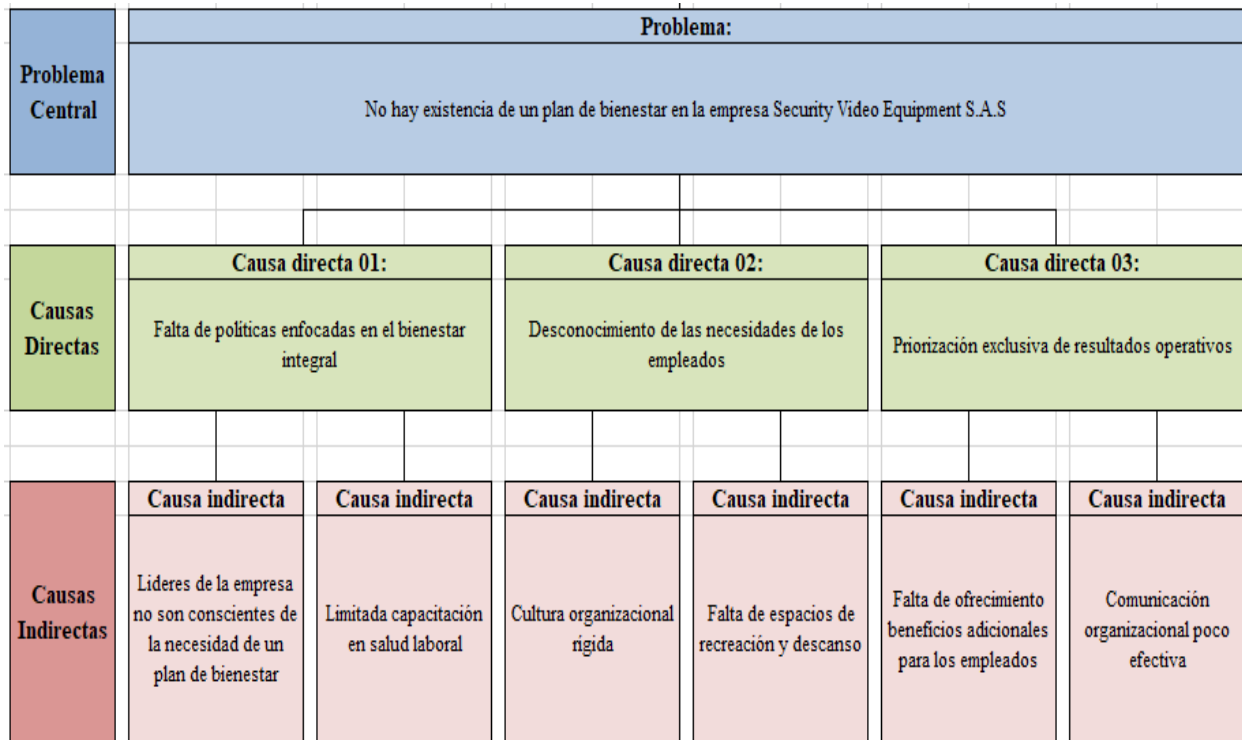 Problema
Central
Problema:
No hay existencia de un plan de bienestar en la empresa Security Video Equipment S.A.S
Causas
Directas
Causa directa 01:
Falta de políticas enfocadas en el bienestar
integral
Causa directa 02:
Desconocimiento de las necesidades de los
empleados
Causa directa 03:
Priorización exclusiva de resultados operativos
Causas
Indirectas
Causa indirecta
Lideres de la empresa
no son conscientes de
la necesidad de un
plan de bienestar
Causa indirecta
Limitada capacitación
en salud laboral
Causa indirecta
Cultura organizacional
rígida
Causa indirecta
Falta de espacios de
recreación y descanso
Causa indirecta
Falta de ofrecimiento
beneficios adicionales
para los empleados
Causa indirecta
Comunicación
organizacional poco
efectiva